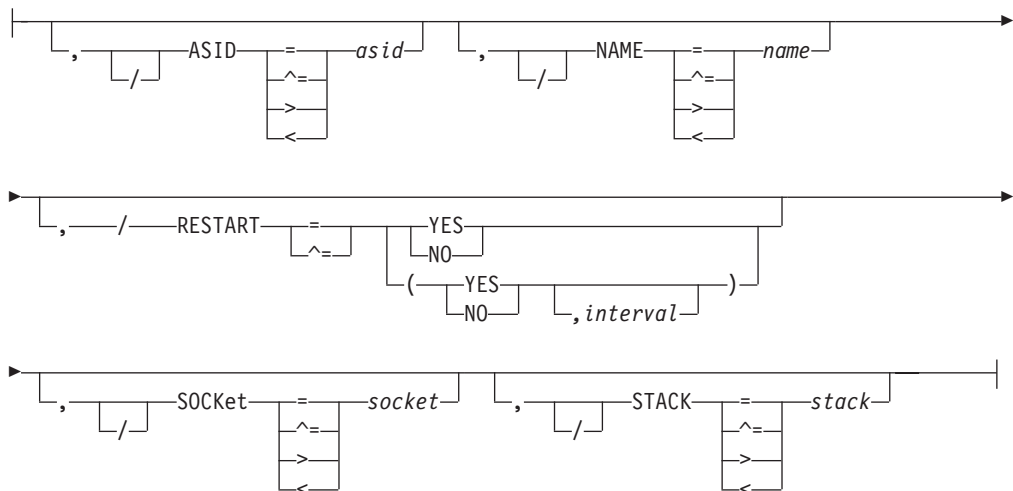 , / ASID = asid , / NAME = name
^= ^=
> >
< <
, / RESTART = YES
^= NO
( YES )
NO ,interval
, / SOCKet = socket , / STACK = stack
^= ^=
> >
< <